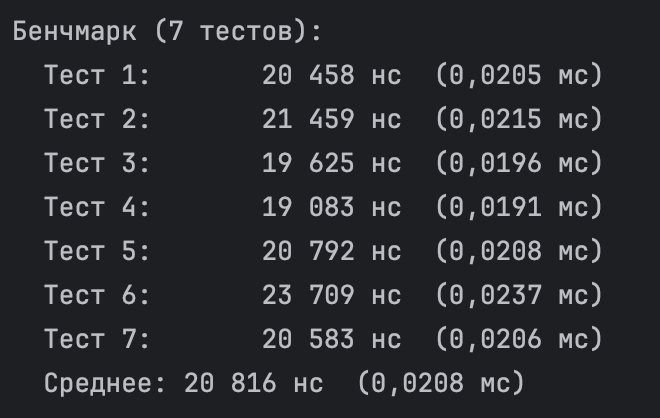 Бенчмарк (7 тестов):
Тест 1: 20 458 нс (0,0205 мс)
Тест 2: 21 459 нс (0,0215 мс)
Тест 3: 19 625 нс (0,0196 мс)
Тест 4: 19 083 нс (0,0191 мс)
Тест 5: 20 792 нс (0,0208 мс)
Тест 6: 23 709 нс (0,0237 мс)
Тест 7: 20 583 нс (0,0206 мс)
Среднее: 20 816 нс (0,0208 мс)